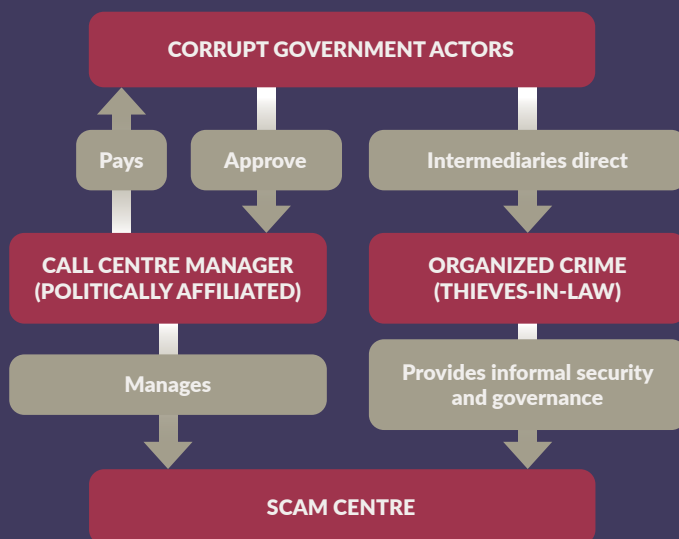 CORRUPT GOVERNMENT ACTORS
Pays
Approve
Intermediaries direct
CALL CENTRE MANAGER
(POLITICALLY AFFILIATED)
ORGANIZED CRIME
(THIEVES-IN-LAW)
Manages
Provides informal security
and governance
SCAM CENTRE